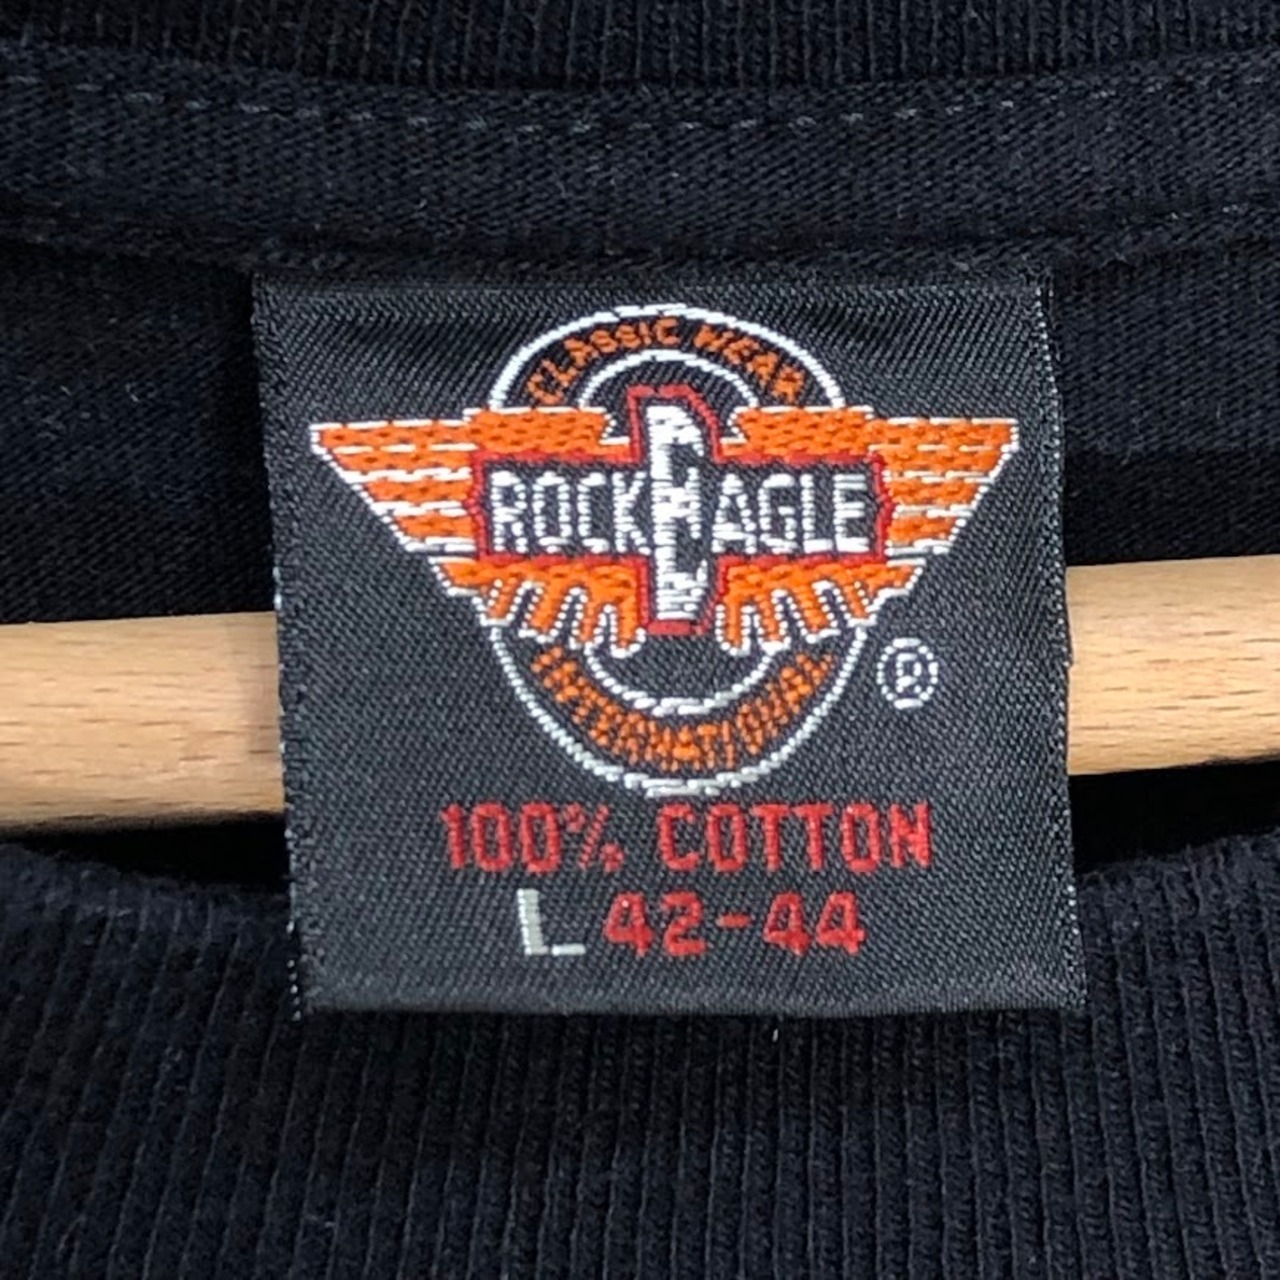 CLASSIC WEAR
ROCK EAGLE
INTERNATIONAL
®
100% COTTON
L 42-44